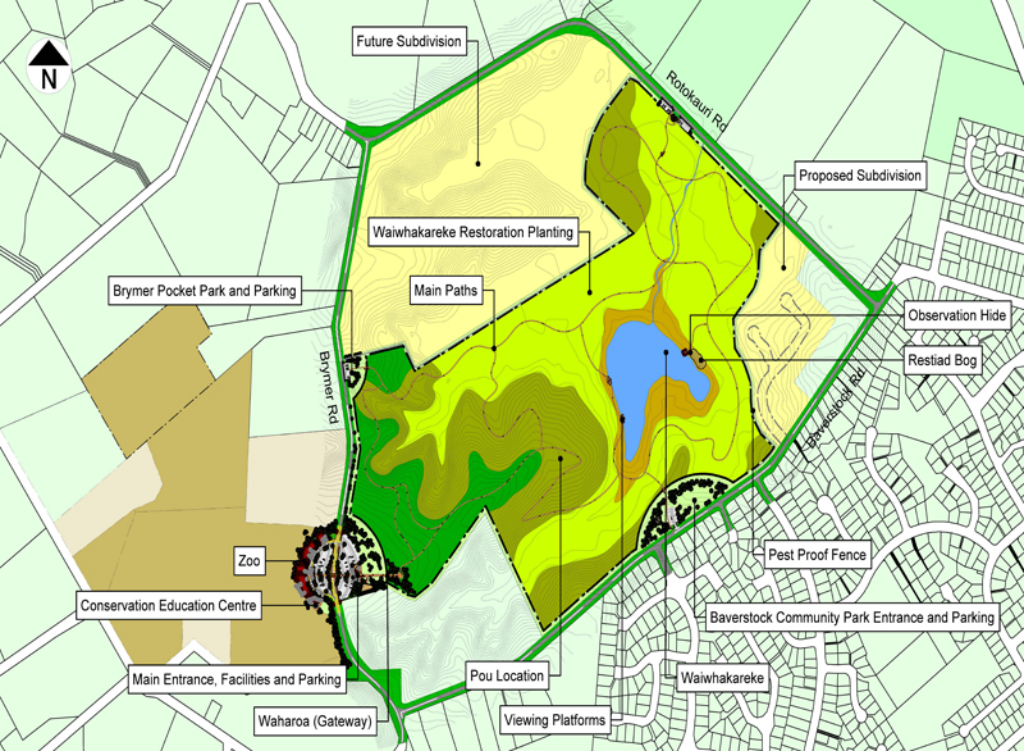 Future Subdivision
N
Rotokauri Rd
Proposed Subdivision
Waiwhakareke Restoration Planting
Brymer Pocket Park and Parking
Main Paths
Observation Hide
Restiad Bog
Brymer Rd
Baverstock Rd
Zoo
Pest Proof Fence
Conservation Education Centre
Baverstock Community Park Entrance and Parking
Main Entrance, Facilities and Parking
Pou Location
Waiwhakareke
Waharoa (Gateway)
Viewing Platforms